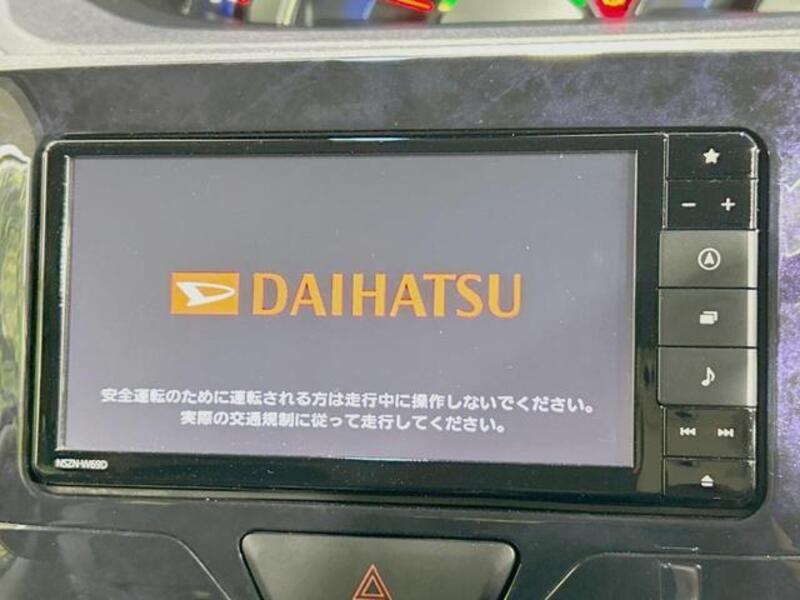 DAIHATSU
安全運転のために運転される方は走行中に操作しないでください。
実際の交通規制に従って走行してください。
NSZN-W69D